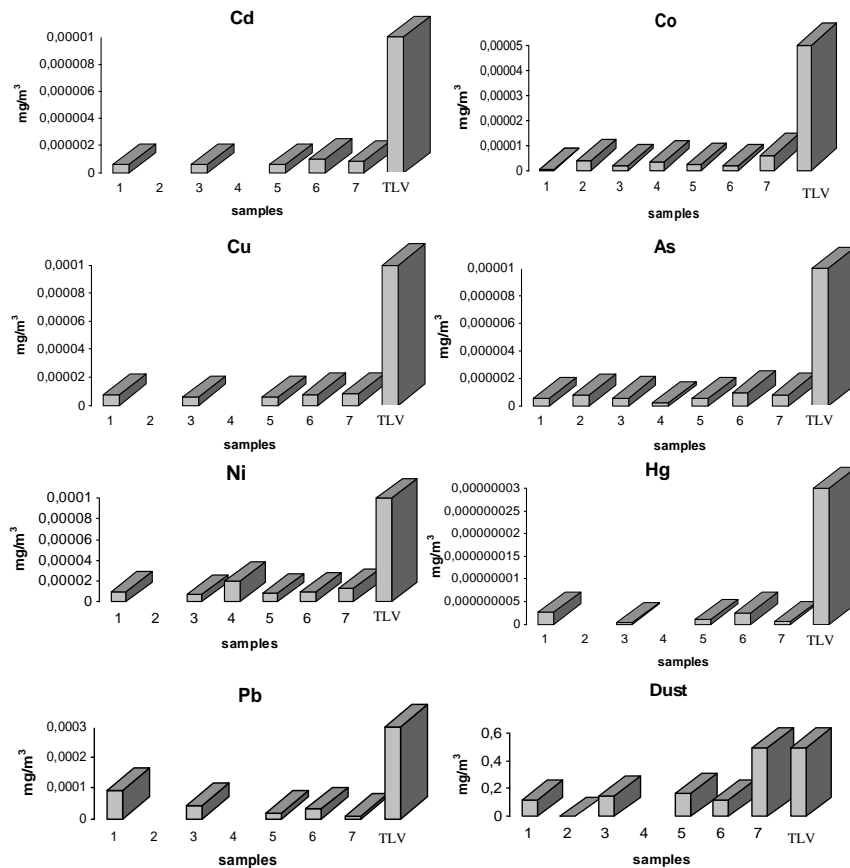 Cd
0,00001
0,000008
0,000006
0,000004
0,000002
0
mg/m³
1 2 3 4 5 6 7 TLV
samples
Co
0,00005
0,00004
0,00003
0,00002
0,00001
0
mg/m³
1 2 3 4 5 6 7 TLV
samples
Cu
0,0001
0,00008
0,00006
0,00004
0,00002
0
mg/m³
1 2 3 4 5 6 7 TLV
samples
As
0,00001
0,000008
0,000006
0,000004
0,000002
0
mg/m³
1 2 3 4 5 6 7 TLV
samples
Ni
0,0001
0,00008
0,00006
0,00004
0,00002
0
mg/m³
1 2 3 4 5 6 7 TLV
samples
Hg
0,00000003
0,000000025
0,00000002
0,000000015
0,00000001
0,000000005
0
mg/m³
1 2 3 4 5 6 7 TLV
samples
Pb
0,0003
0,0002
0,0001
0
mg/m³
1 2 3 4 5 6 7 TLV
samples
Dust
0,6
0,4
0,2
0
mg/m³
1 2 3 4 5 6 7 TLV
samples